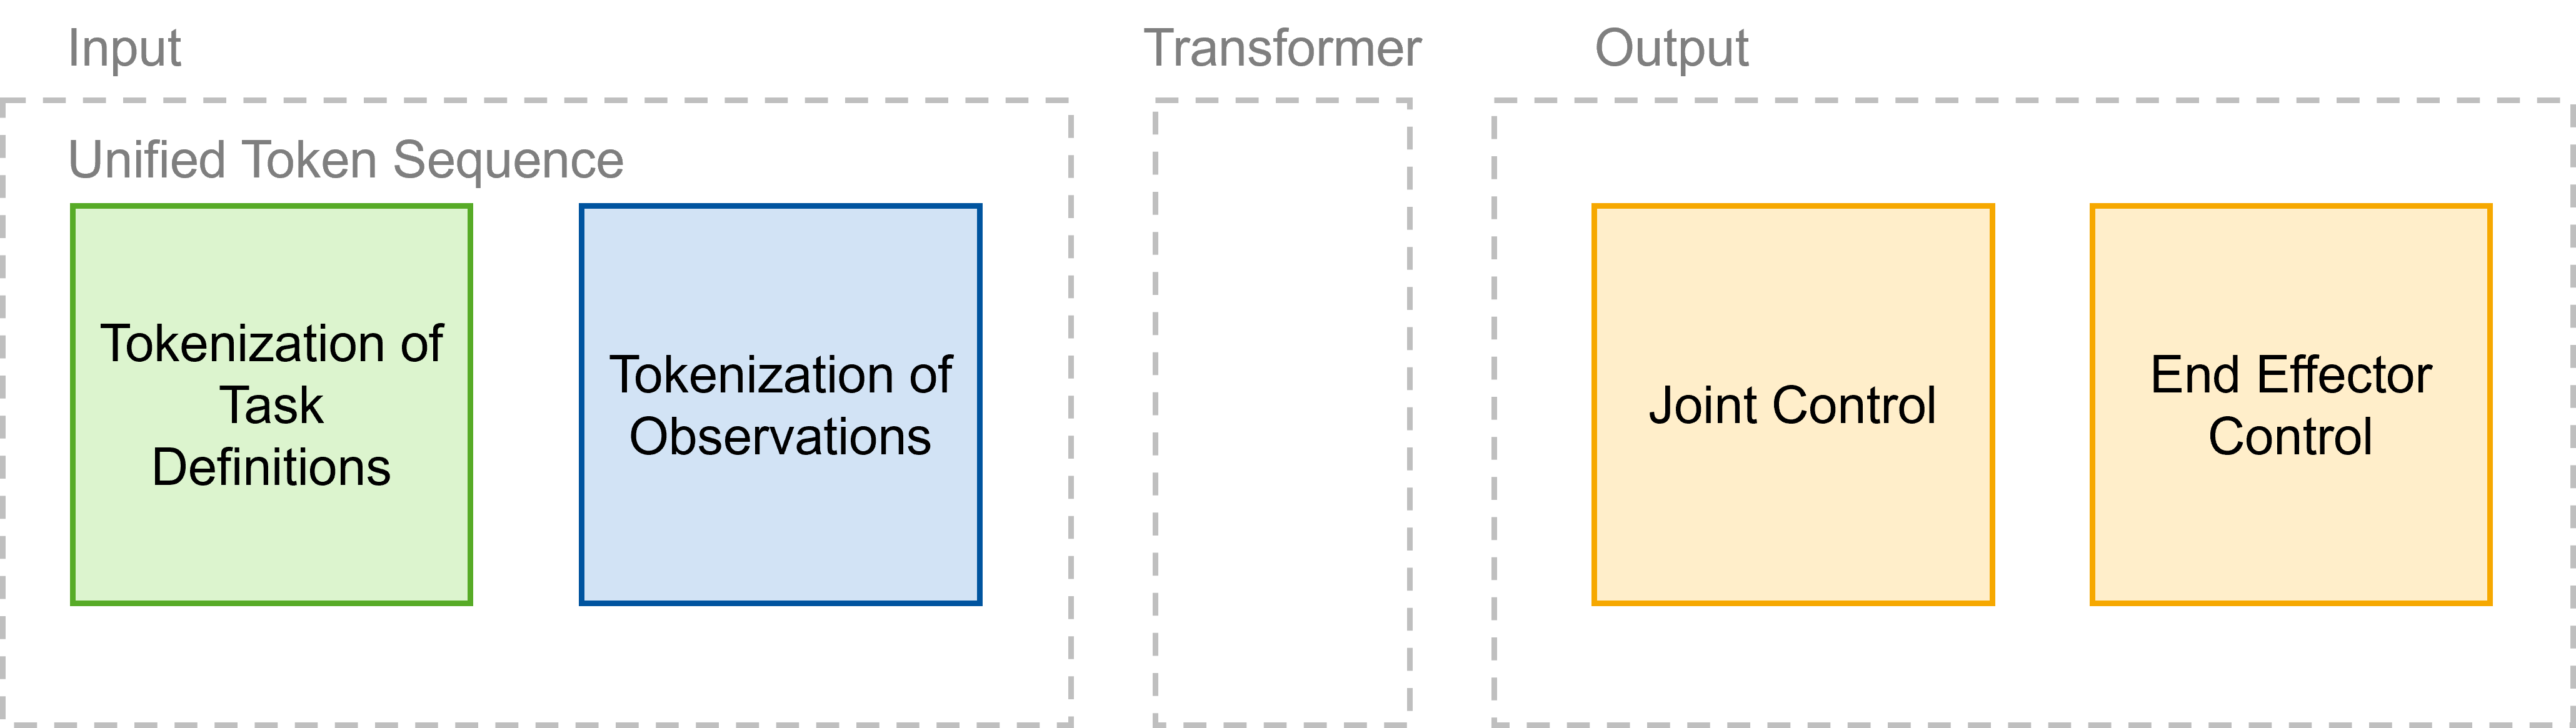 Input
Transformer
Output
Unified Token Sequence
Tokenization of
Task
Definitions
Tokenization of
Observations
Joint Control
End Effector
Control